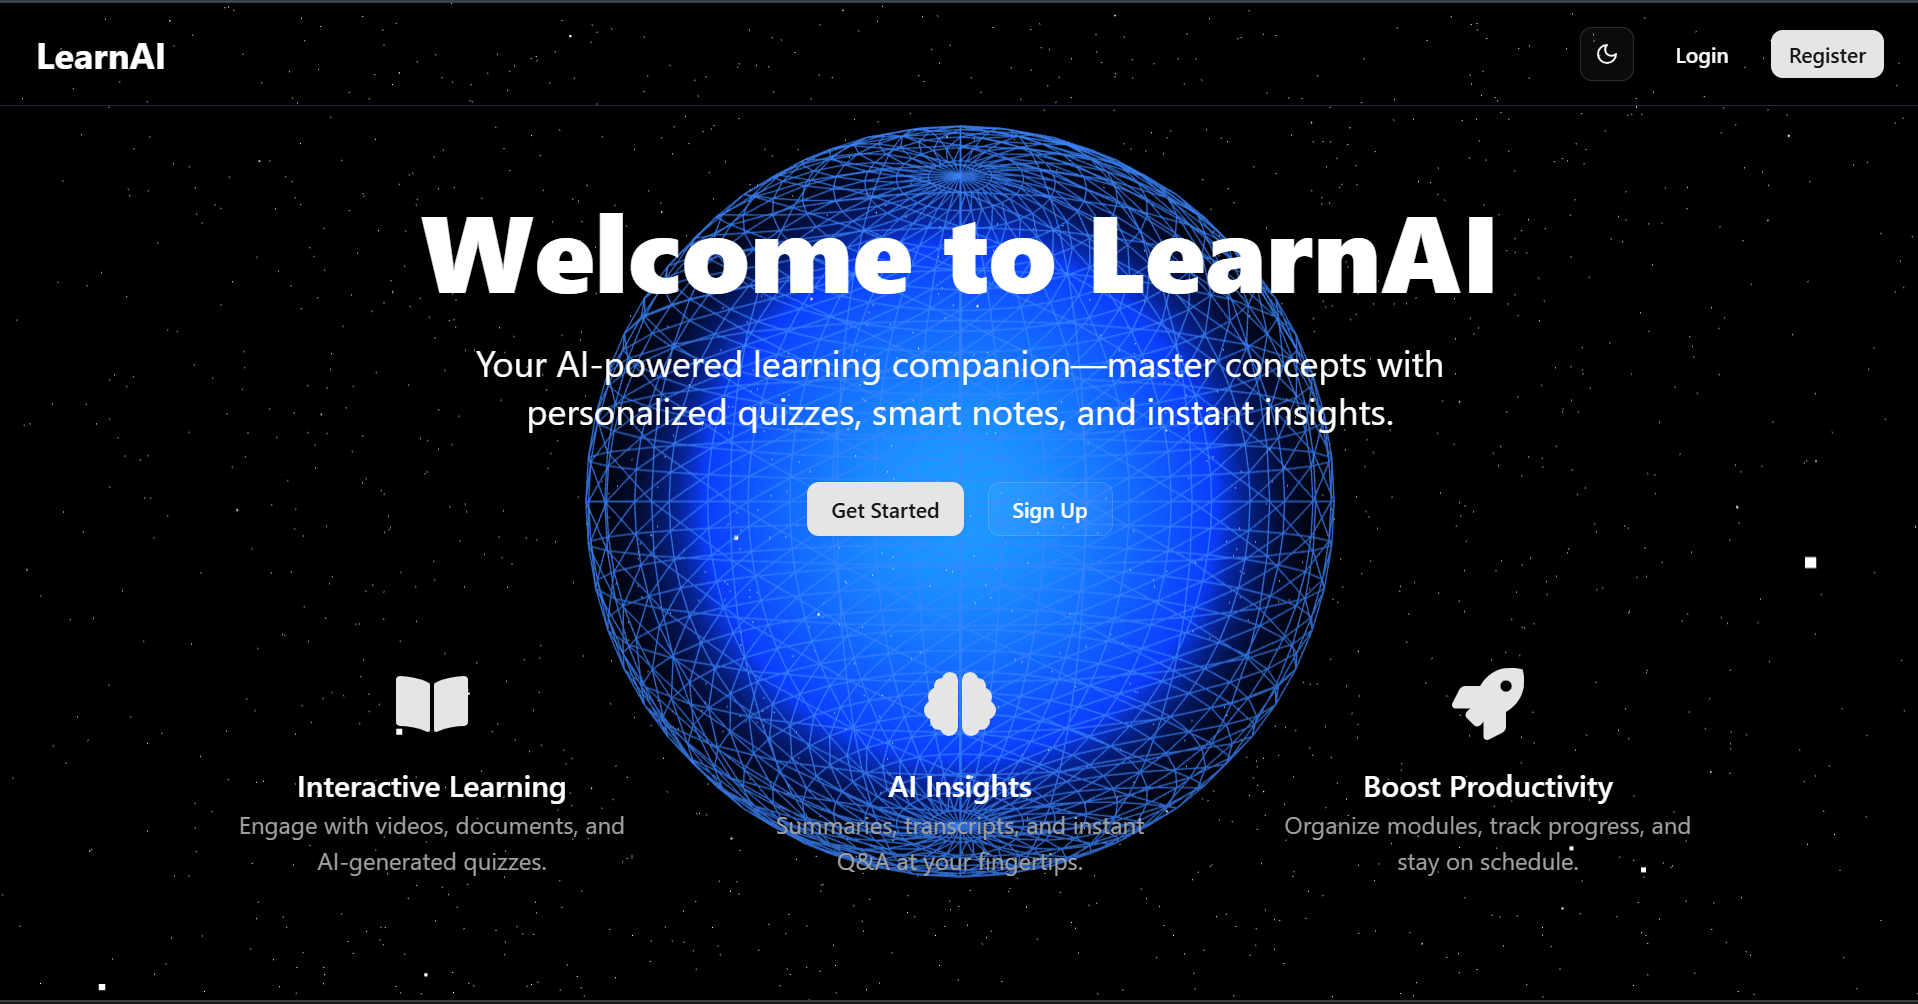 LearnAI
Login
Register
Welcome to LearnAI
Your AI-powered learning companion—master concepts with
personalized quizzes, smart notes, and instant insights.
Get Started
Sign Up
Interactive Learning
Engage with videos, documents, and
AI-generated quizzes.
AI Insights
Summaries, transcripts, and instant
Q&A at your fingertips.
Boost Productivity
Organize modules, track progress, and
stay on schedule.